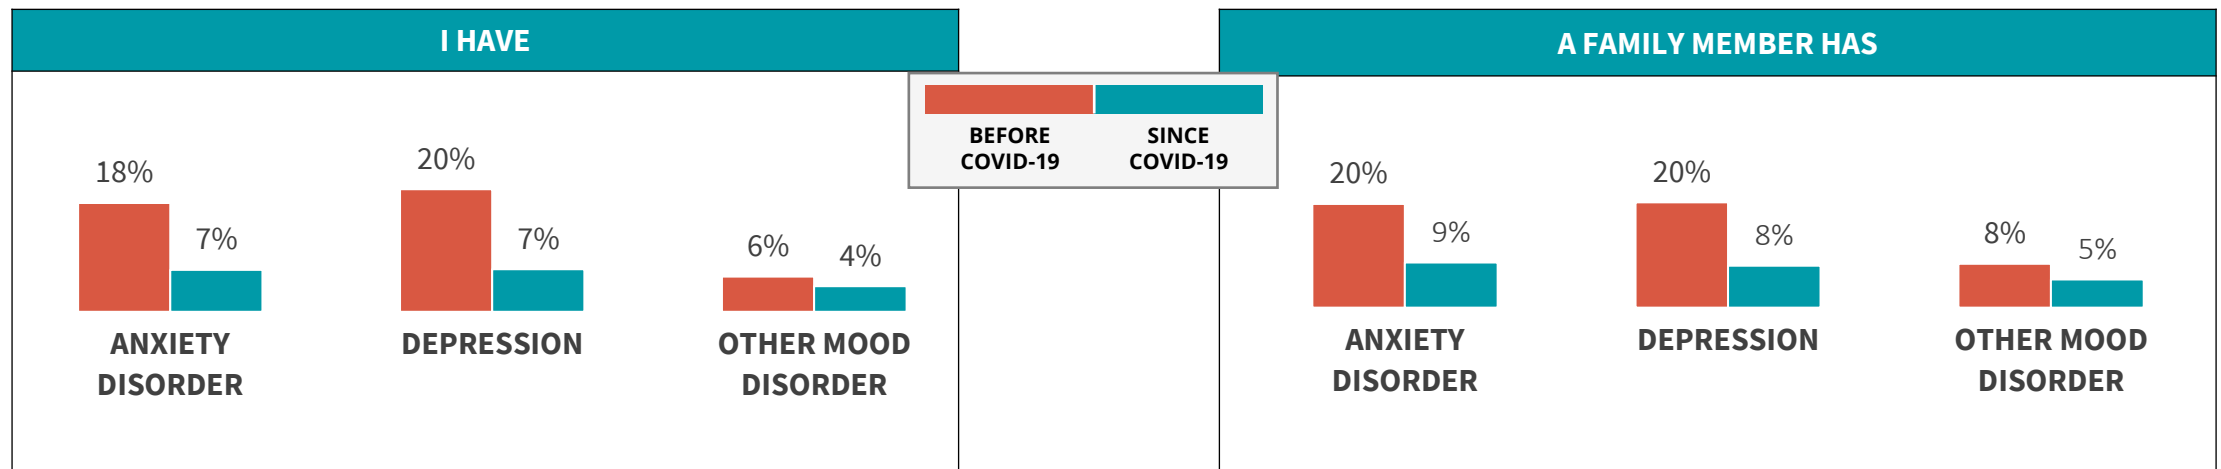 I HAVE
18%
7%
ANXIETY
DISORDER
20%
7%
DEPRESSION
6%
4%
OTHER MOOD
DISORDER
BEFORE
COVID-19
SINCE
COVID-19
A FAMILY MEMBER HAS
20%
9%
ANXIETY
DISORDER
20%
8%
DEPRESSION
8%
5%
OTHER MOOD
DISORDER